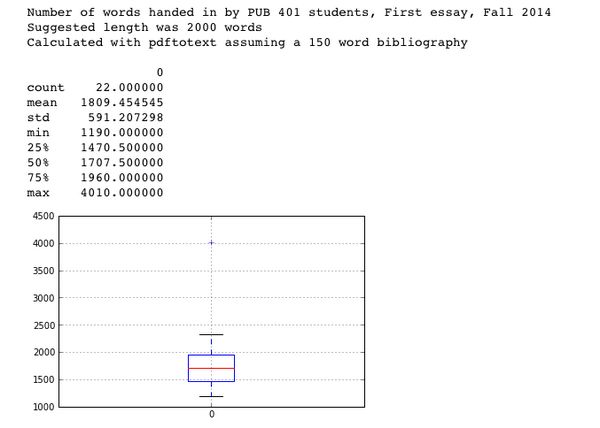 Number of words handed in by PUB 401 students, First essay, Fall 2014
Suggested length was 2000 words
Calculated with pdftotext assuming a 150 word bibliography
0
count 22.000000
mean 1809.454545
std 591.207298
min 1190.000000
25% 1470.500000
50% 1707.500000
75% 1960.000000
max 4010.000000
4500
4000
3500
3000
2500
2000
1500
1000
0